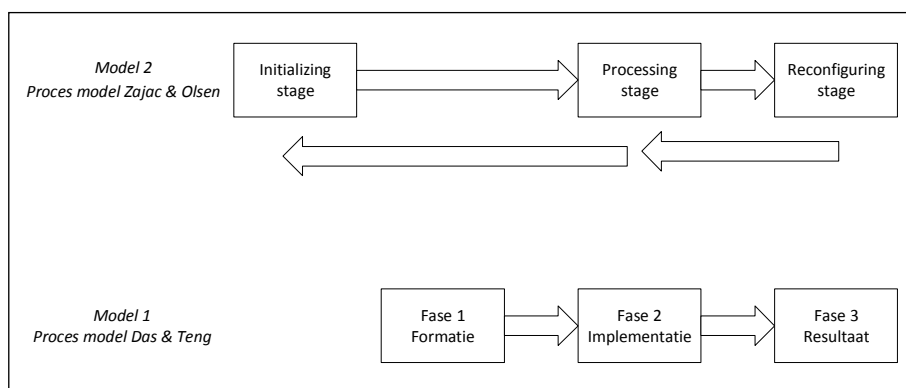 Model 2
Proces model Zajac & Olsen
Initializing
stage
Processing
stage
Reconfiguring
stage
Model 1
Proces model Das & Teng
Fase 1
Formatie
Fase 2
Implementatie
Fase 3
Resultaat